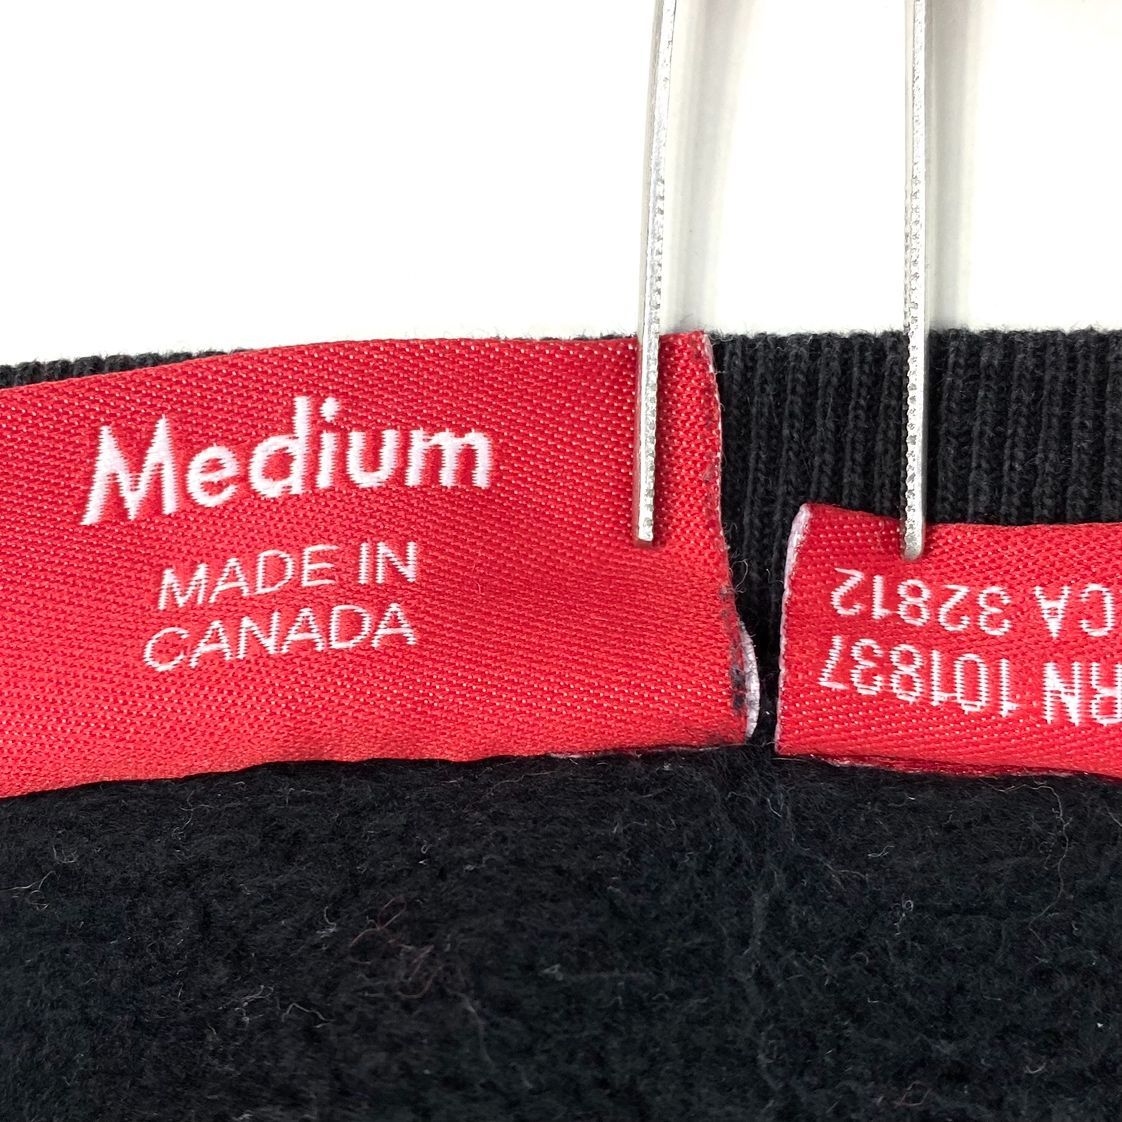 Medium
MADE IN
CANADA
RN 101837
CA 32812